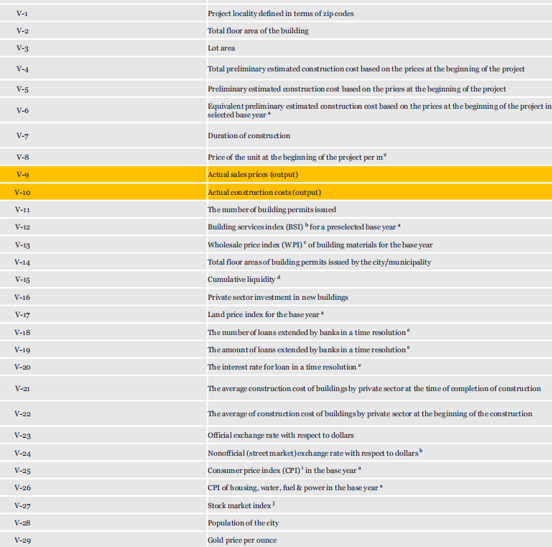 V-1 Project locality defined in terms of zip codes
V-2 Total floor area of the building
V-3 Lot area
V-4 Total preliminary estimated construction cost based on the prices at the beginning of the project
V-5 Preliminary estimated construction cost based on the prices at the beginning of the project
V-6 Equivalent preliminary estimated construction cost based on the prices at the beginning of the project in
selected base year a
V-7 Duration of construction
V-8 Price of the unit at the beginning of the project per m2
V-9 Actual sales prices (output)
V-10 Actual construction costs (output)
V-11 The number of building permits issued
V-12 Building services index (BSI) b for a preselected base year a
V-13 Wholesale price index (WPI) c of building materials for the base year
V-14 Total floor areas of building permits issued by the city/municipality
V-15 Cumulative liquidity d
V-16 Private sector investment in new buildings
V-17 Land price index for the base year a
V-18 The number of loans extended by banks in a time resolution e
V-19 The amount of loans extended by banks in a time resolution e
V-20 The interest rate for loan in a time resolution e
V-21 The average construction cost of buildings by private sector at the time of completion of construction
V-22 The average of construction cost of buildings by private sector at the beginning of the construction
V-23 Official exchange rate with respect to dollars
V-24 Nonofficial (street market) exchange rate with respect to dollars h
V-25 Consumer price index (CPI) i in the base year a
V-26 CPI of housing, water, fuel & power in the base year a
V-27 Stock market index j
V-28 Population of the city
V-29 Gold price per ounce